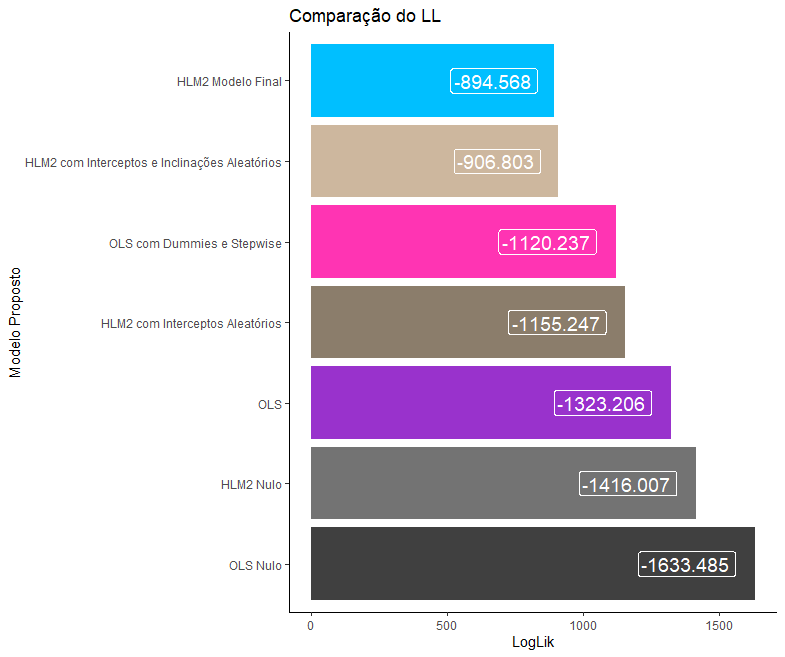 Comparação do LL
HLM2 Modelo Final
-894.568
HLM2 com Interceptos e Inclinações Aleatórios
-906.803
OLS com Dummies e Stepwise
-1120.237
HLM2 com Interceptos Aleatórios
-1155.247
OLS
-1323.206
HLM2 Nulo
-1416.007
OLS Nulo
-1633.485
Modelo Proposto
0 500 1000 1500
LogLik